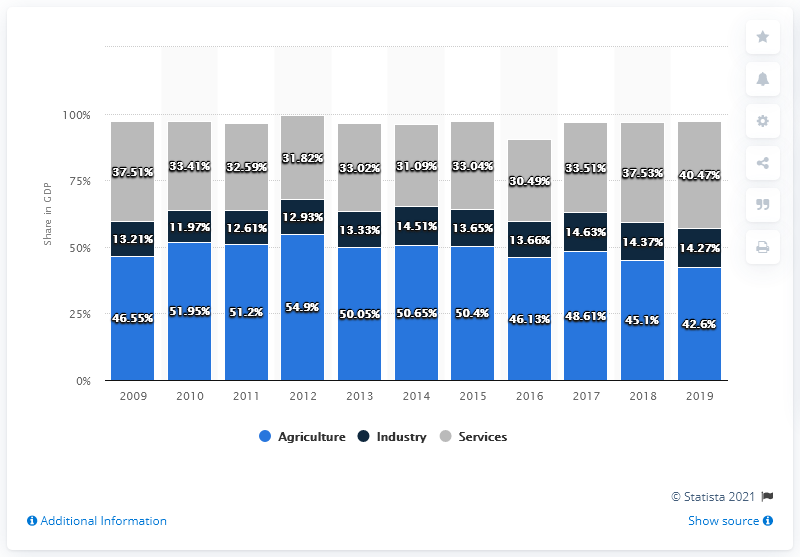 100%
75%
50%
25%
0%
Share in GDP
37.51% 33.41% 32.59% 31.82% 33.02% 31.09% 33.04% 30.49% 33.51% 37.53% 40.47%
13.21% 11.97% 12.61% 12.93% 13.33% 14.51% 13.65% 13.66% 14.63% 14.37% 14.27%
46.55% 51.95% 51.2% 54.9% 50.05% 50.65% 50.4% 46.13% 48.61% 45.1% 42.6%
2009 2010 2011 2012 2013 2014 2015 2016 2017 2018 2019
Agriculture Industry Services
© Statista 2021
Additional Information Show source